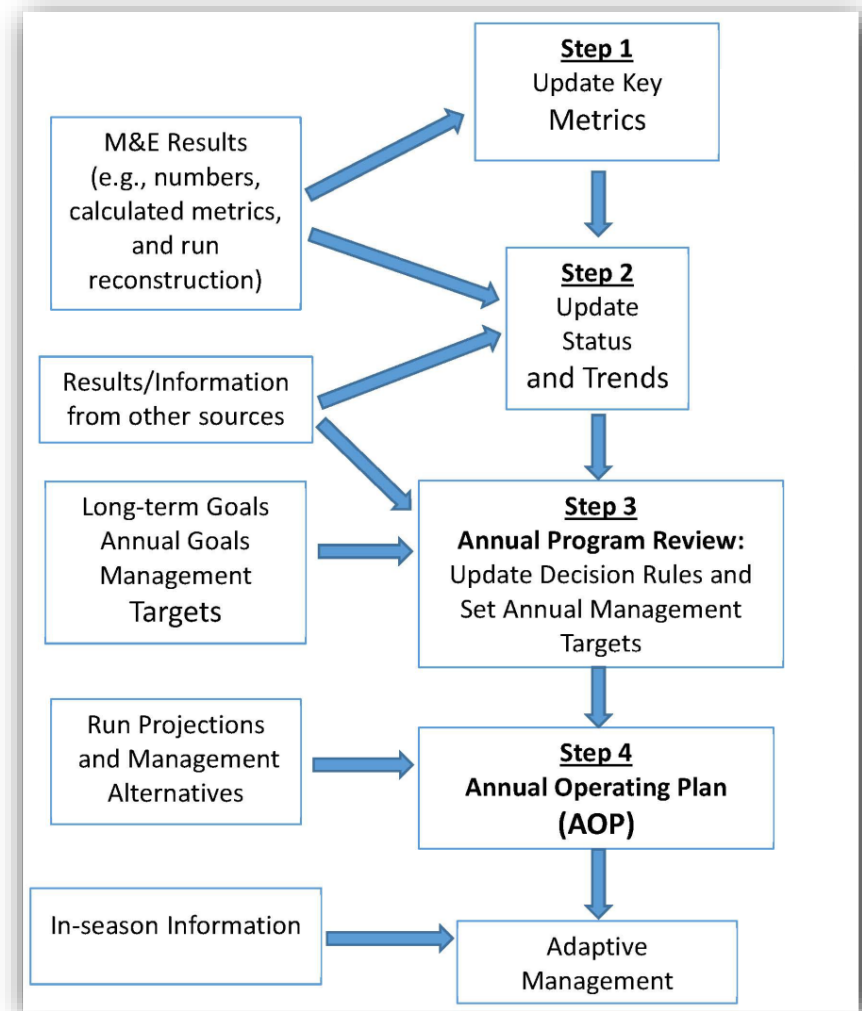 Step 1
Update Key
Metrics
M&E Results
(e.g., numbers,
calculated metrics,
and run
reconstruction)
Step 2
Update
Status
and Trends
Results/Information
from other sources
Long-term Goals
Annual Goals
Management
Targets
Step 3
Annual Program Review:
Update Decision Rules and
Set Annual Management
Targets
Run Projections
and Management
Alternatives
Step 4
Annual Operating Plan
(AOP)
In-season Information
Adaptive
Management